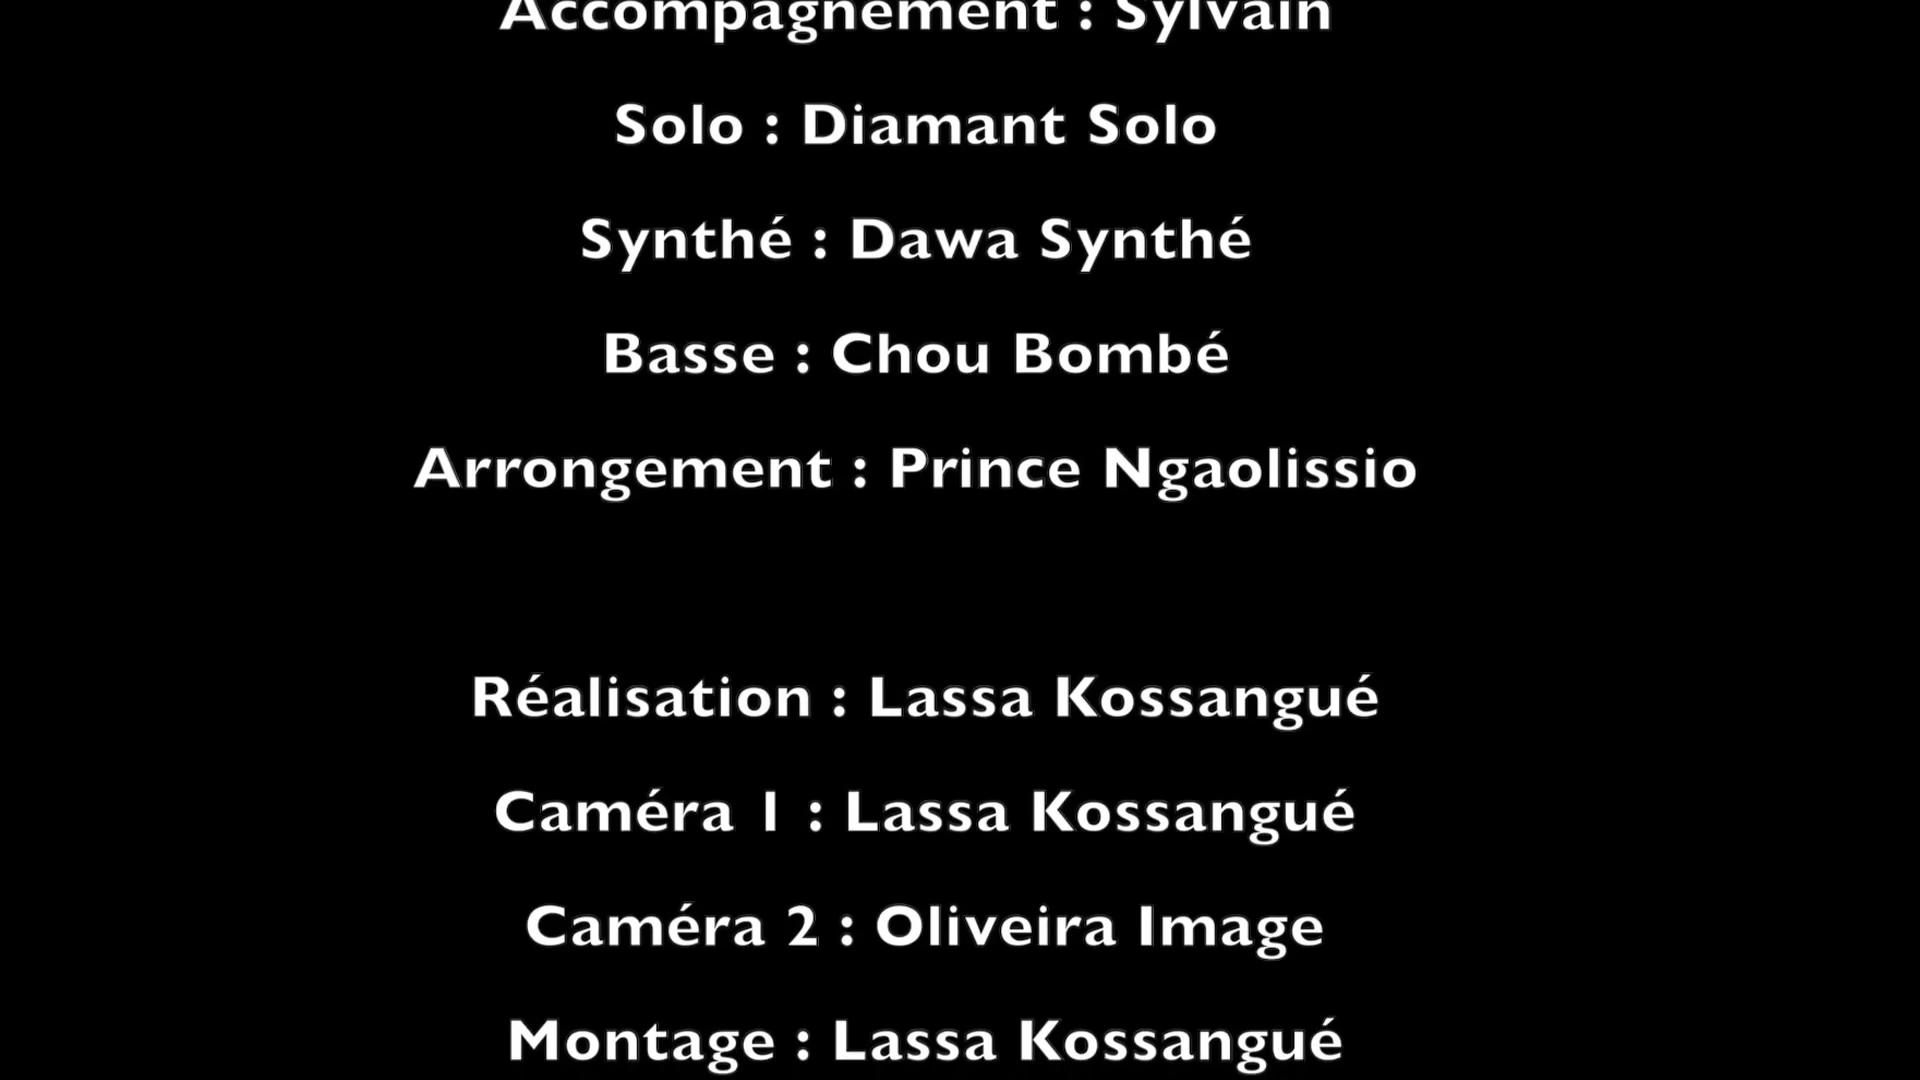 Accompagnement : Sylvain
Solo : Diamant Solo
Synthé : Dawa Synthé
Basse : Chou Bombé
Arrongement : Prince Ngaolissio
Réalisation : Lassa Kossangué
Caméra 1 : Lassa Kossangué
Caméra 2 : Oliveira Image
Montage : Lassa Kossangué